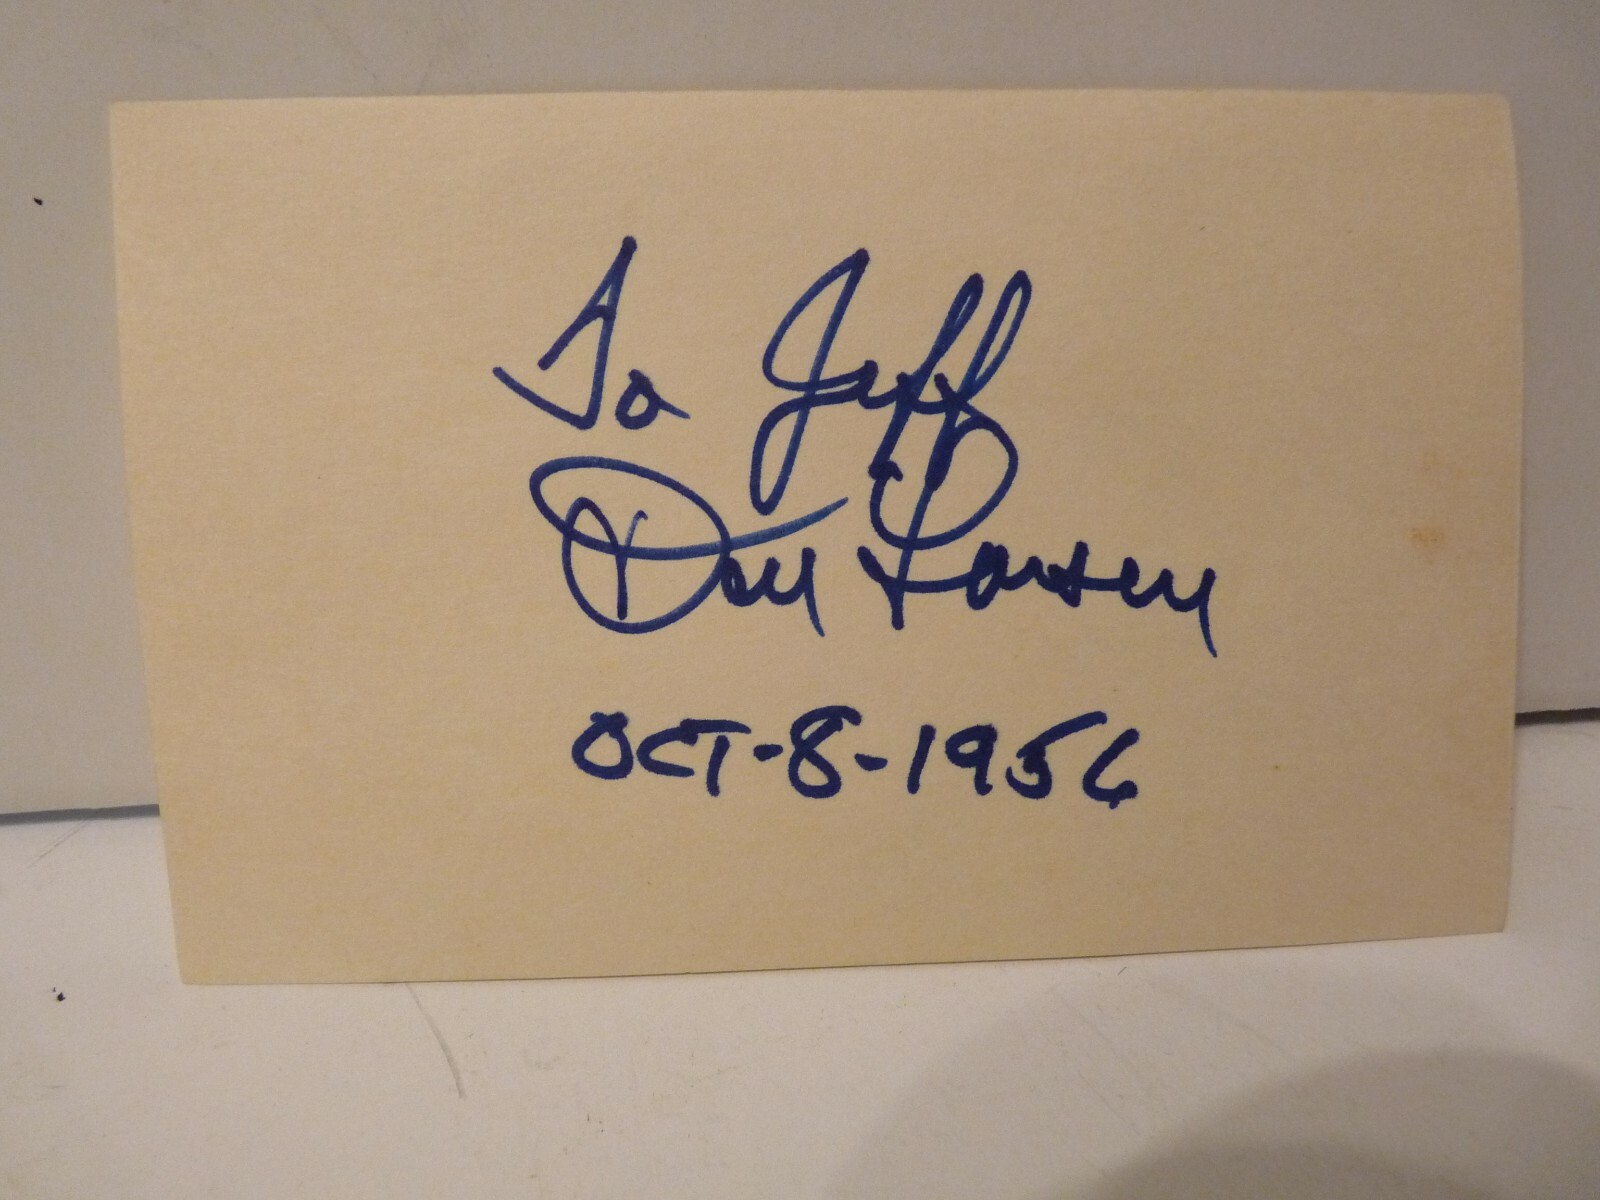 To Jeff
Don Larsen
OCT-8-1956